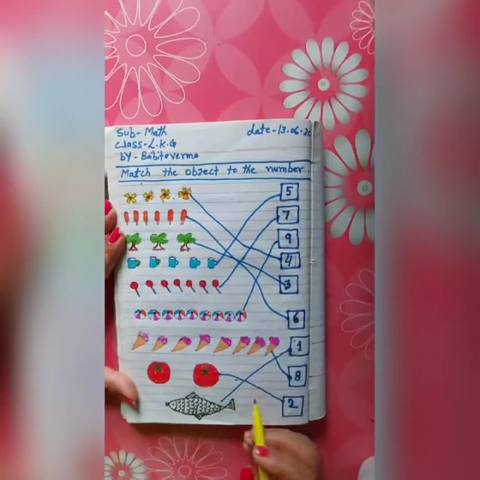 Sub- Math
date-13.06.20
Class-L.K.G
by- Babitaverma
Match the object to the number
5
7
9
4
3
6
1
8
2